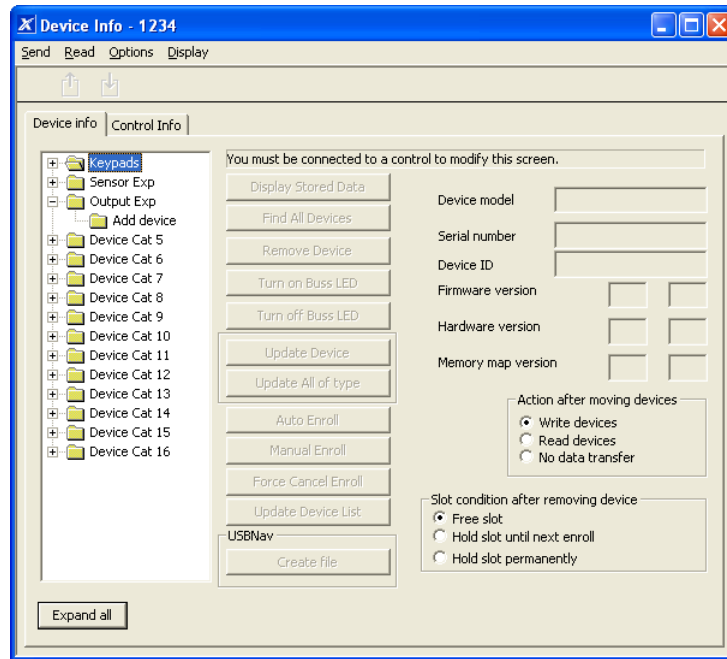 Device Info - 1234
Send Read Options Display
Device info Control Info
Keypads
Sensor Exp
Output Exp
Add device
Device Cat 5
Device Cat 6
Device Cat 7
Device Cat 8
Device Cat 9
Device Cat 10
Device Cat 11
Device Cat 12
Device Cat 13
Device Cat 14
Device Cat 15
Device Cat 16
Expand all
You must be connected to a control to modify this screen.
Display Stored Data
Find All Devices
Remove Device
Turn on Buss LED
Turn off Buss LED
Update Device
Update All of type
Auto Enroll
Manual Enroll
Force Cancel Enroll
Update Device List
USBNav
Create file
Device model
Serial number
Device ID
Firmware version
Hardware version
Memory map version
Action after moving devices
Write devices
Read devices
No data transfer
Slot condition after removing device
Free slot
Hold slot until next enroll
Hold slot permanently